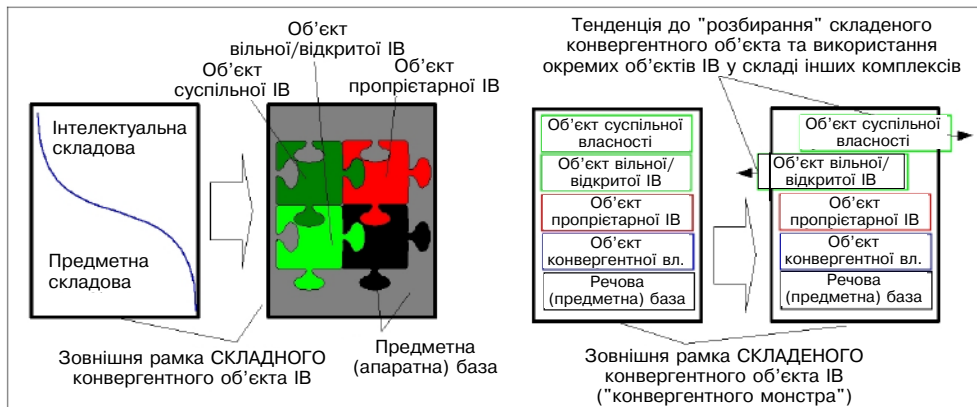 Об’єкт
вільної/відкритої ІВ
Об’єкт
суспільної ІВ
Об’єкт
пропрієтарної ІВ
Інтелектуальна
складова
Предметна
складова
Зовнішня рамка СКЛАДНОГО
конвергентного об’єкта ІВ
Предметна
(апаратна) база
Тенденція до "розбирання" складеного
конвергентного об’єкта та використання
окремих об’єктів ІВ у складі інших комплексів
Об’єкт суспільної
власності
Об’єкт вільної/
відкритої ІВ
Об’єкт
пропрієтарної ІВ
Об’єкт
конвергентної вл.
Речова
(предметна) база
Об’єкт суспільної
власності
Об’єкт вільної/
відкритої ІВ
Об’єкт
пропрієтарної ІВ
Об’єкт
конвергентної вл.
Речова
(предметна) база
Зовнішня рамка СКЛАДЕНОГО
конвергентного об’єкта ІВ
("конвергентного монстра")